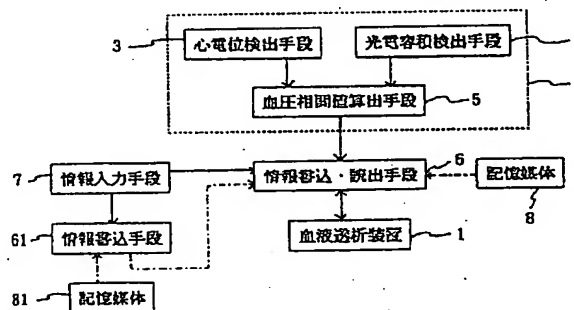 3 心電位検出手段
光電容積検出手段
血圧相関値算出手段 5
7 情報入力手段
情報書込・読出手段 6
記憶媒体 8
61 情報書込手段
血液透析装置 1
81 記憶媒体